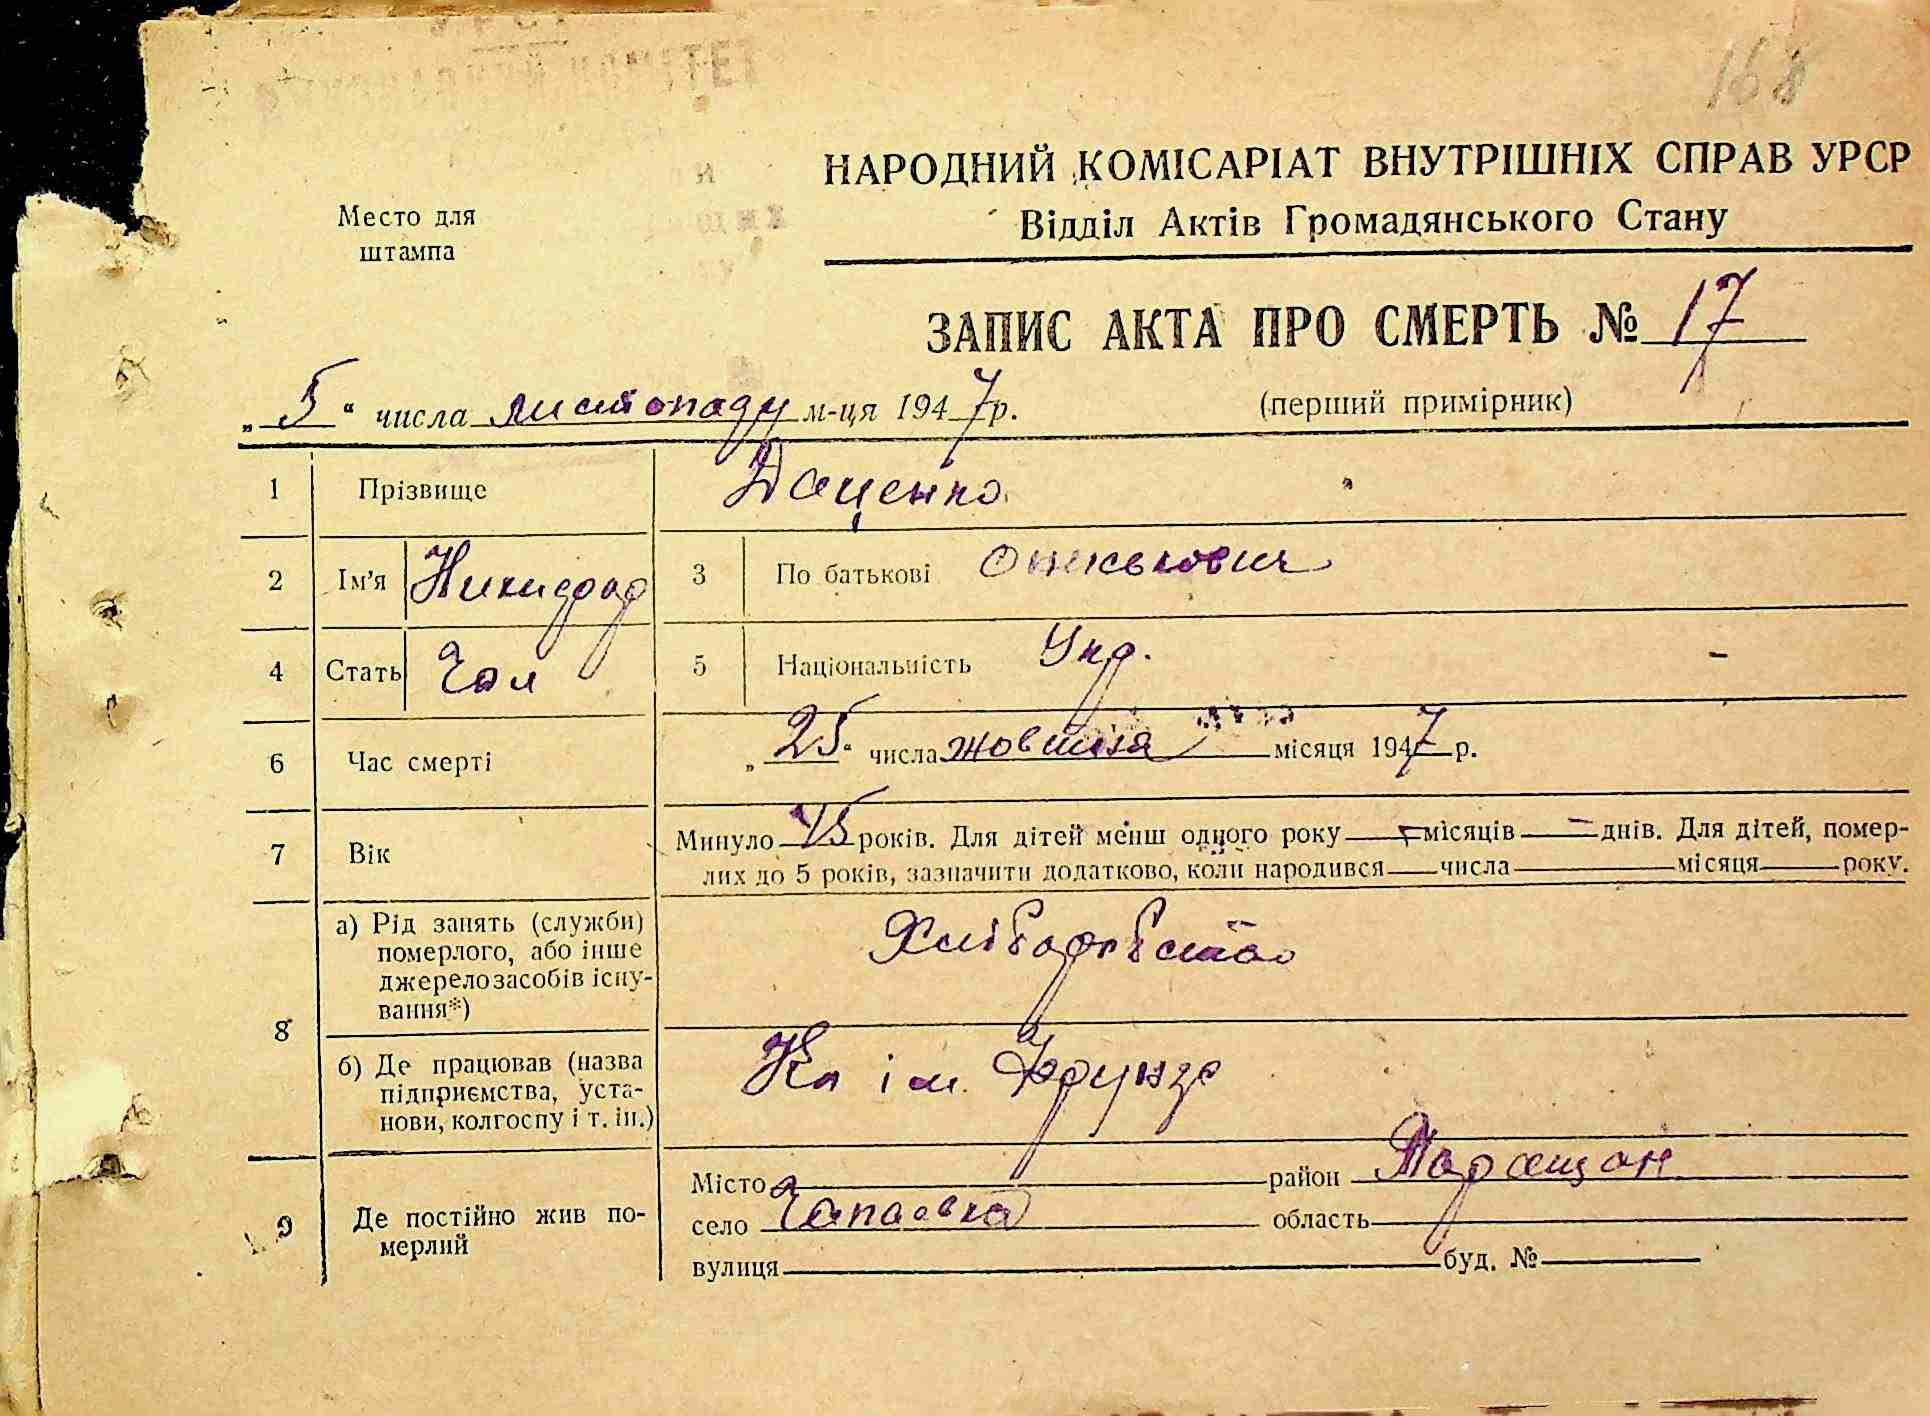 168
НАРОДНИЙ КОМІСАРІАТ ВНУТРІШНІХ СПРАВ УРСР
Відділ Актів Громадянського Стану
Место для
штампа
ЗАПИС АКТА ПРО СМЕРТЬ № 17
„5“ числа листопаду м-ця 1947р.
(перший примірник)
1 Прізвище Даценко
2 Ім'я Никифор 3 По батькові
4 Стать Чол 5 Національність Укр.
6 Час смерті „25“ числа жовтня місяця 1947 р.
7 Вік Минуло років. Для дітей менш одного року — місяців — днів. Для дітей, помер-
лих до 5 років, зазначити додатково, коли народився числа місяця року.
8 а) Рід занять (служби)
померлого, або інше
джерело засобів існу-
вання*)
Хліборобство
б) Де працював (назва
підприємства, уста-
нови, колгоспу і т. ін.)
Кл ім. Фрунзе
9 Де постійно жив по-
мерлий
Місто район Таращан
село Чапаєвка область
вулиця буд. №